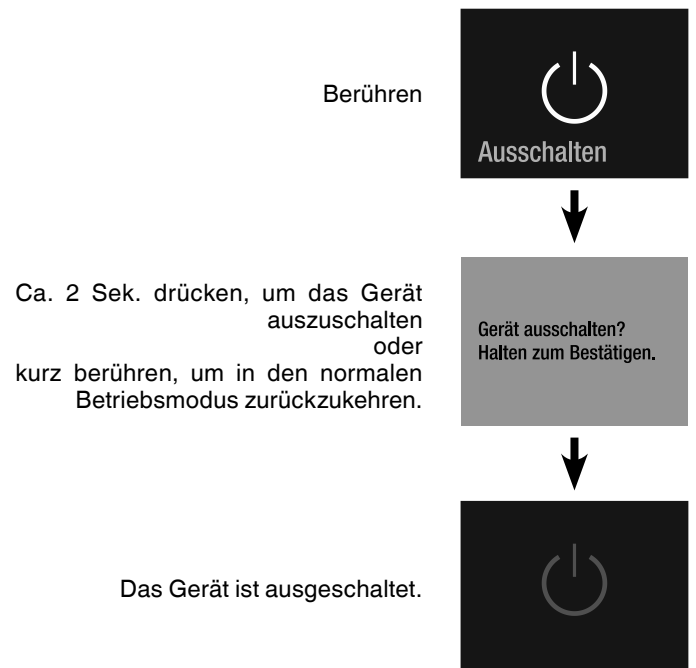 Berühren
Ausschalten
Ca. 2 Sek. drücken, um das Gerät
auszuschalten
oder
kurz berühren, um in den normalen
Betriebsmodus zurückzukehren.
Gerät ausschalten?
Halten zum Bestätigen.
Das Gerät ist ausgeschaltet.